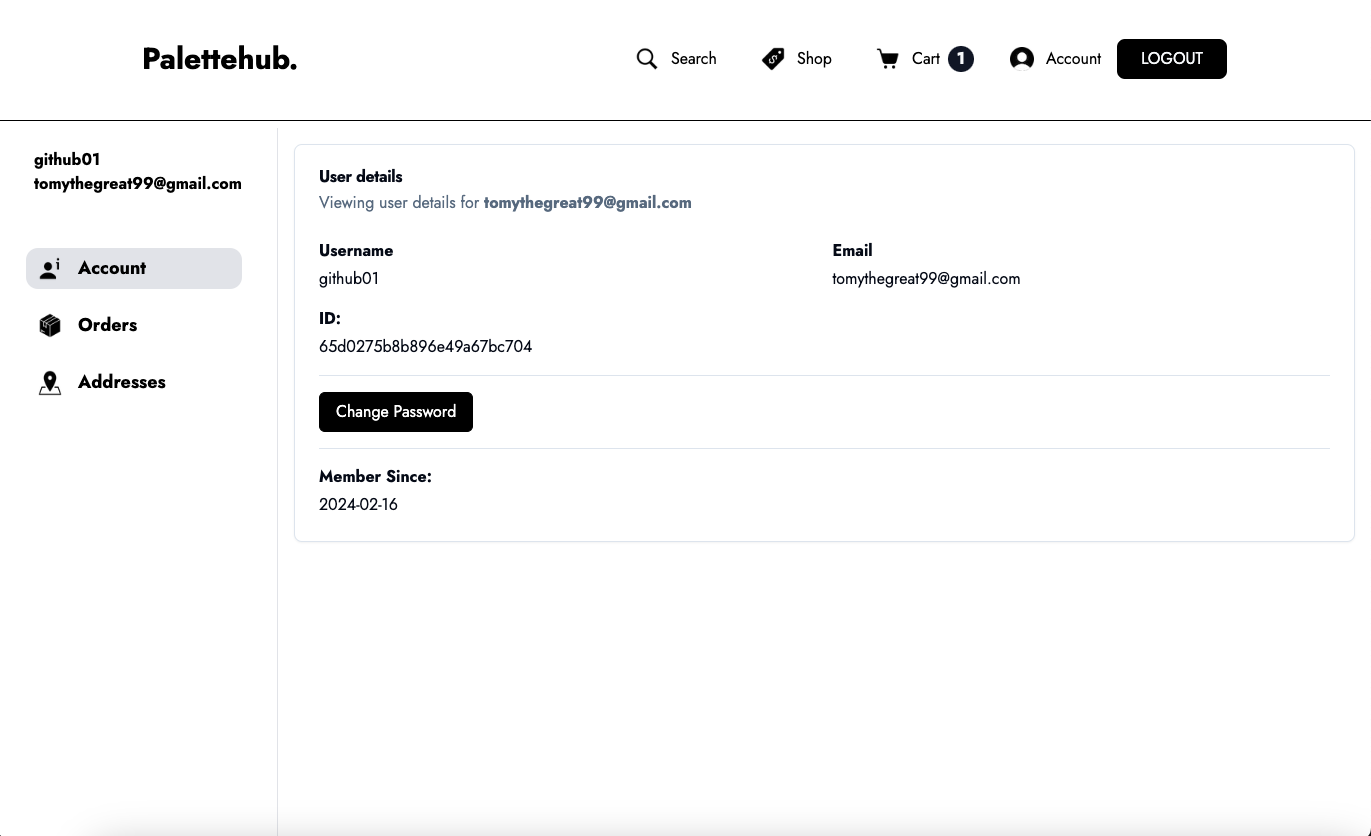 Palettehub.
Search
Shop
Cart 1
Account
LOGOUT
github01
tomythegreat99@gmail.com
Account
Orders
Addresses
User details
Viewing user details for tomythegreat99@gmail.com
Username
github01
Email
tomythegreat99@gmail.com
ID:
65d0275b8b896e49a67bc704
Change Password
Member Since:
2024-02-16